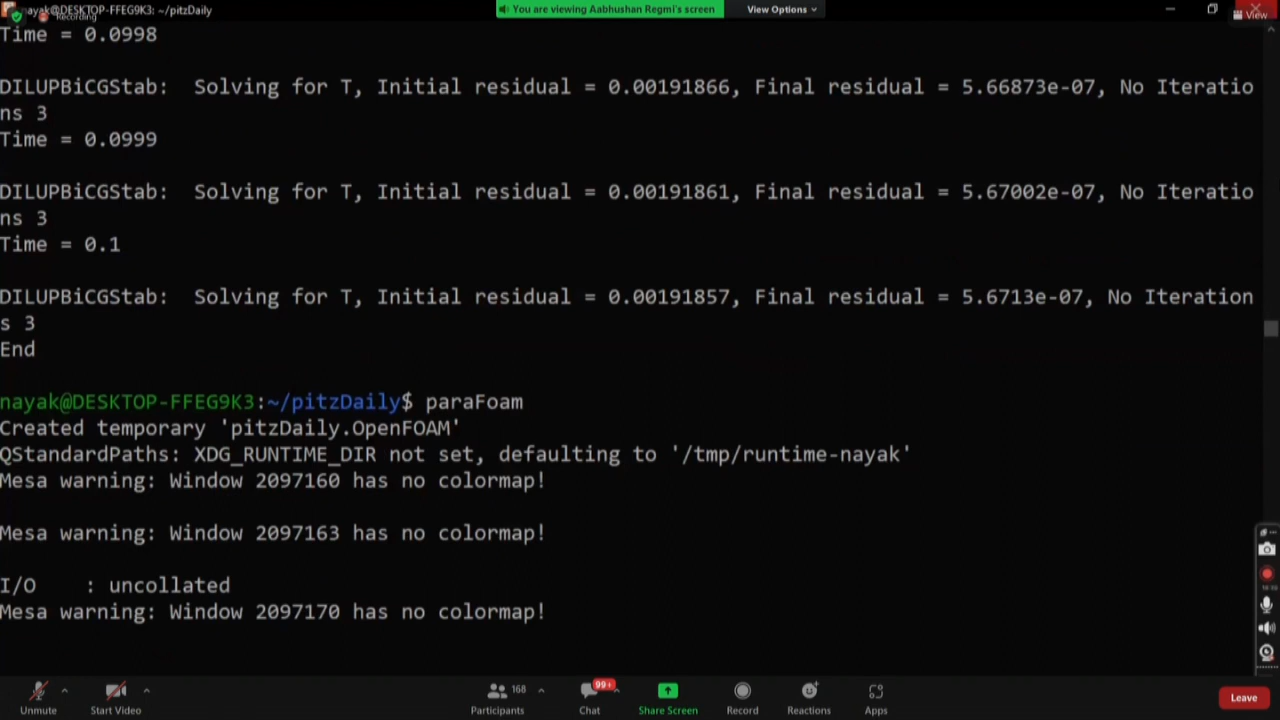 nayak@DESKTOP-FFEG9K3: ~/pitzDaily
Recording
You are viewing Aabhushan Regmi's screen
View Options
View
Time = 0.0998
DILUPBiCGStab:  Solving for T, Initial residual = 0.00191866, Final residual = 5.66873e-07, No Iteratio
ns 3
Time = 0.0999
DILUPBiCGStab:  Solving for T, Initial residual = 0.00191861, Final residual = 5.67002e-07, No Iteratio
ns 3
Time = 0.1
DILUPBiCGStab:  Solving for T, Initial residual = 0.00191857, Final residual = 5.6713e-07, No Iteration
s 3
End
nayak@DESKTOP-FFEG9K3:~/pitzDaily$ paraFoam
Created temporary 'pitzDaily.OpenFOAM'
QStandardPaths: XDG_RUNTIME_DIR not set, defaulting to '/tmp/runtime-nayak'
Mesa warning: Window 2097160 has no colormap!
Mesa warning: Window 2097163 has no colormap!
I/O    : uncollated
Mesa warning: Window 2097170 has no colormap!
Unmute
Start Video
168
Participants
99+
Chat
Share Screen
Record
Reactions
Apps
Leave